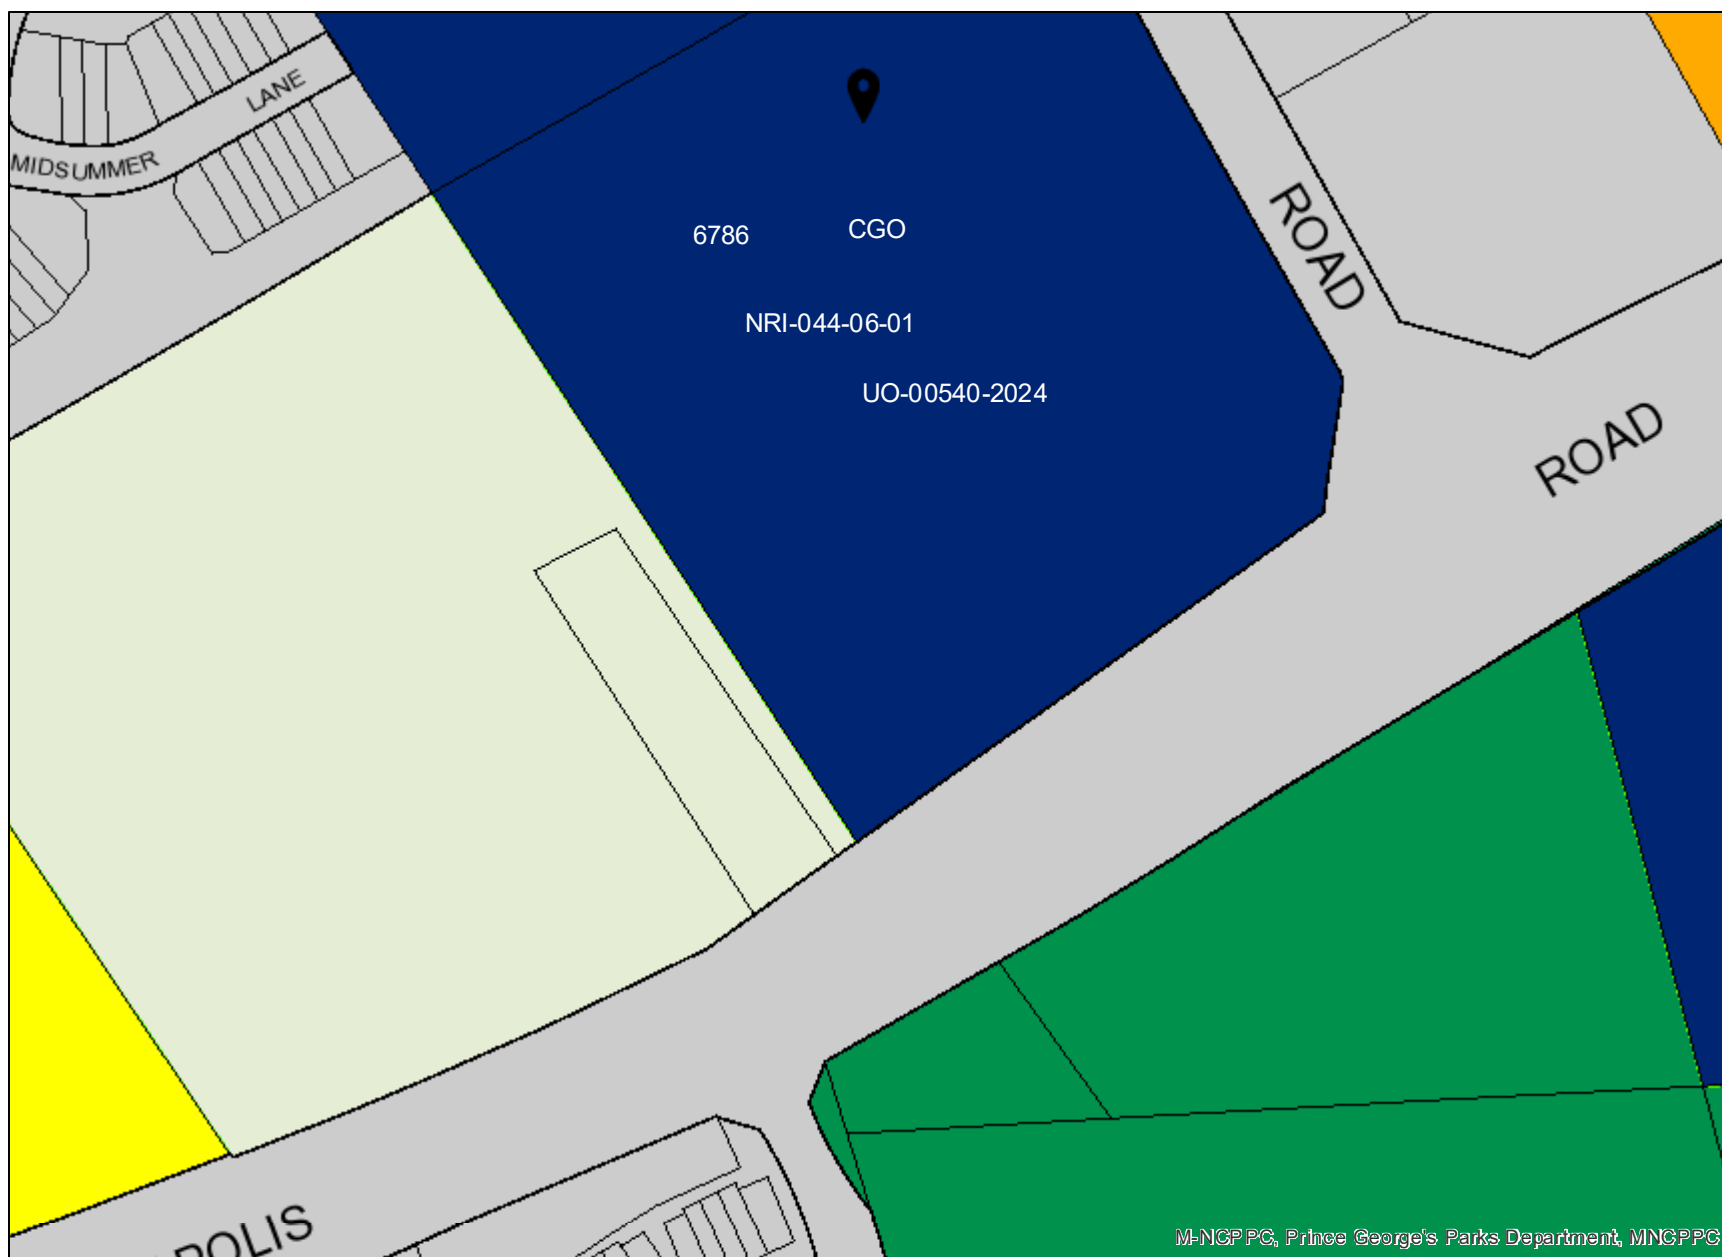 LANE
MIDSUMMER
ROAD
6786
CGO
NRI-044-06-01
UO-00540-2024
ROAD
POLIS
M-NCPPC, Prince George's Parks Department, MNCPPC